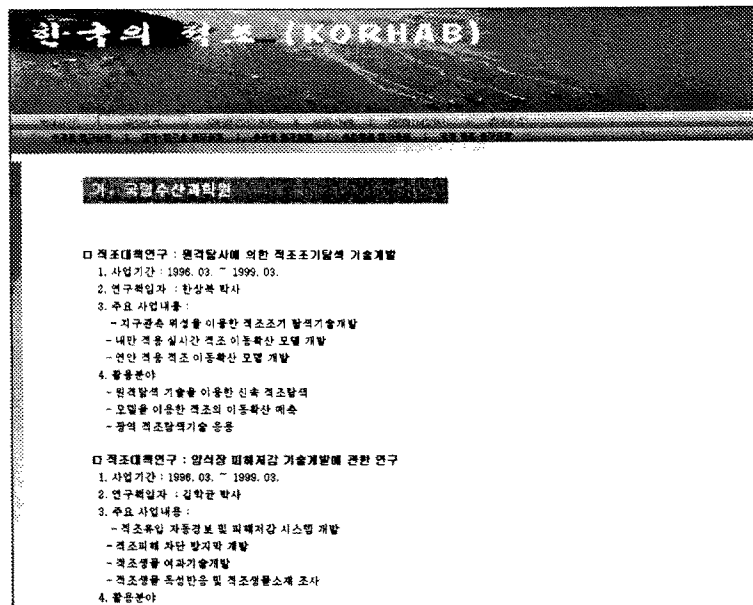 한국의 적조 (KORHAB)
가. 국립수산과학원
□ 적조대책연구 : 원격탐사에 의한 적조조기탐색 기술개발
1. 사업기간 : 1996. 03. ~ 1999. 03.
2. 연구책임자 : 한상복 박사
3. 주요 사업내용 :
- 지구관측 위성을 이용한 적조조기 탐색기술개발
- 내만 적용 실시간 적조 이동확산 모델 개발
- 연안 적용 적조 이동확산 모델 개발
4. 활용분야
- 원격탐색 기술을 이용한 신속 적조탐색
- 모델을 이용한 적조의 이동확산 예측
- 광역 적조탐색기술 응용
□ 적조대책연구 : 양식장 피해저감 기술개발에 관한 연구
1. 사업기간 : 1996. 03. ~ 1999. 03.
2. 연구책임자 : 김학균 박사
3. 주요 사업내용 :
- 적조유입 자동경보 및 피해저감 시스템 개발
- 적조피해 차단 방지막 개발
- 적조생물 여과기술개발
- 적조생물 독성반응 및 적조생물소재 조사
4. 활용분야